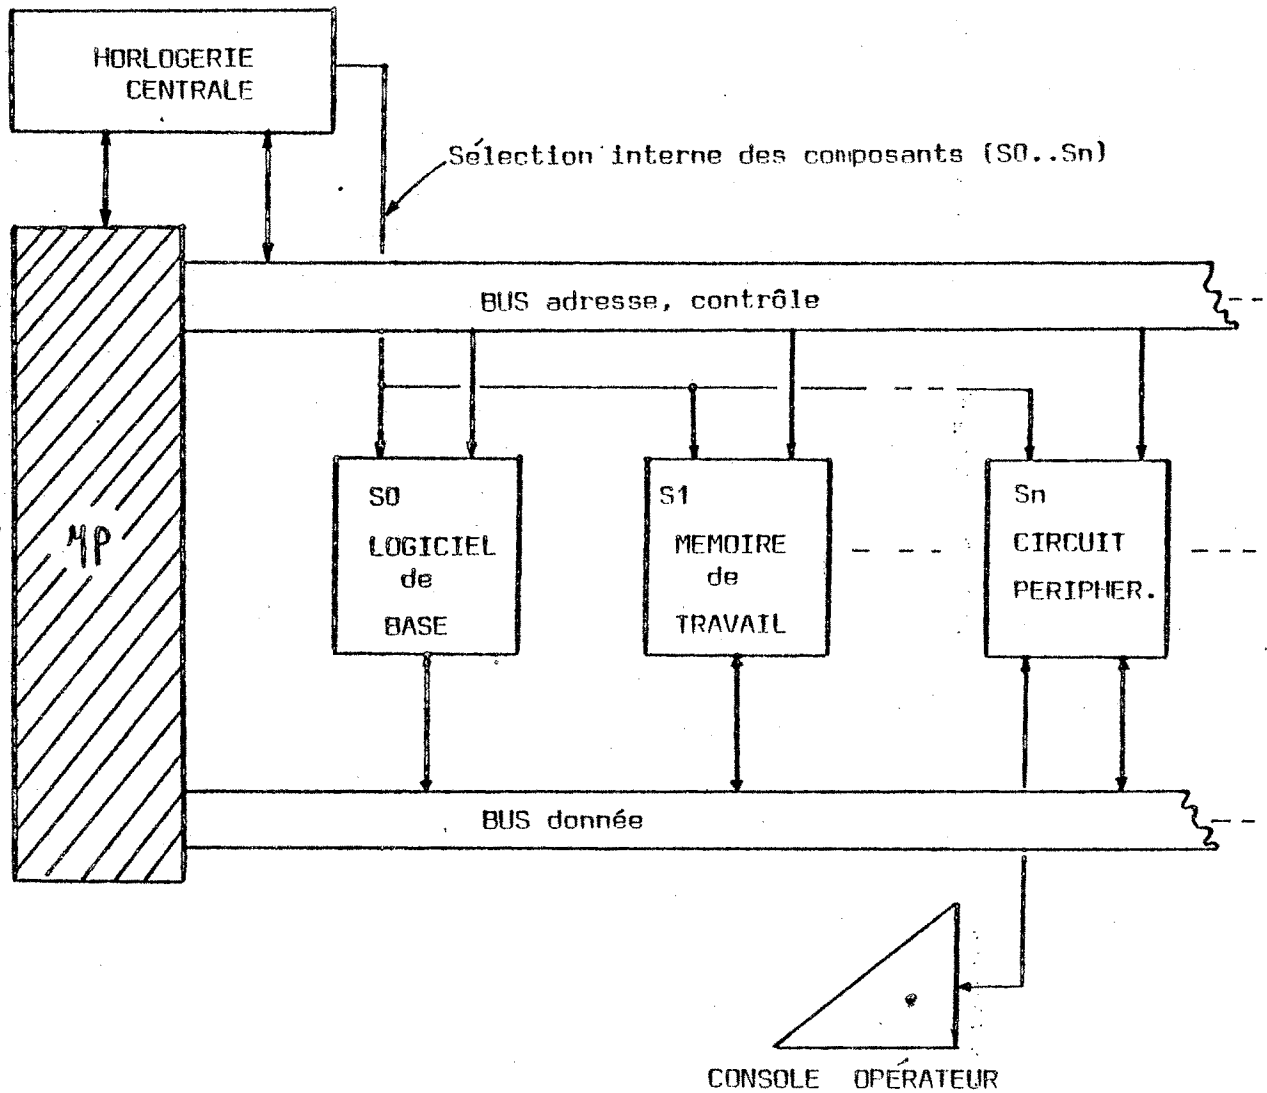 HORLOGERIE
CENTRALE
Sélection interne des composants (S0..Sn)
BUS adresse, contrôle
S0
LOGICIEL
de
BASE
S1
MEMOIRE
de
TRAVAIL
Sn
CIRCUIT
PERIPHER.
µP
BUS donnée
CONSOLE OPÉRATEUR